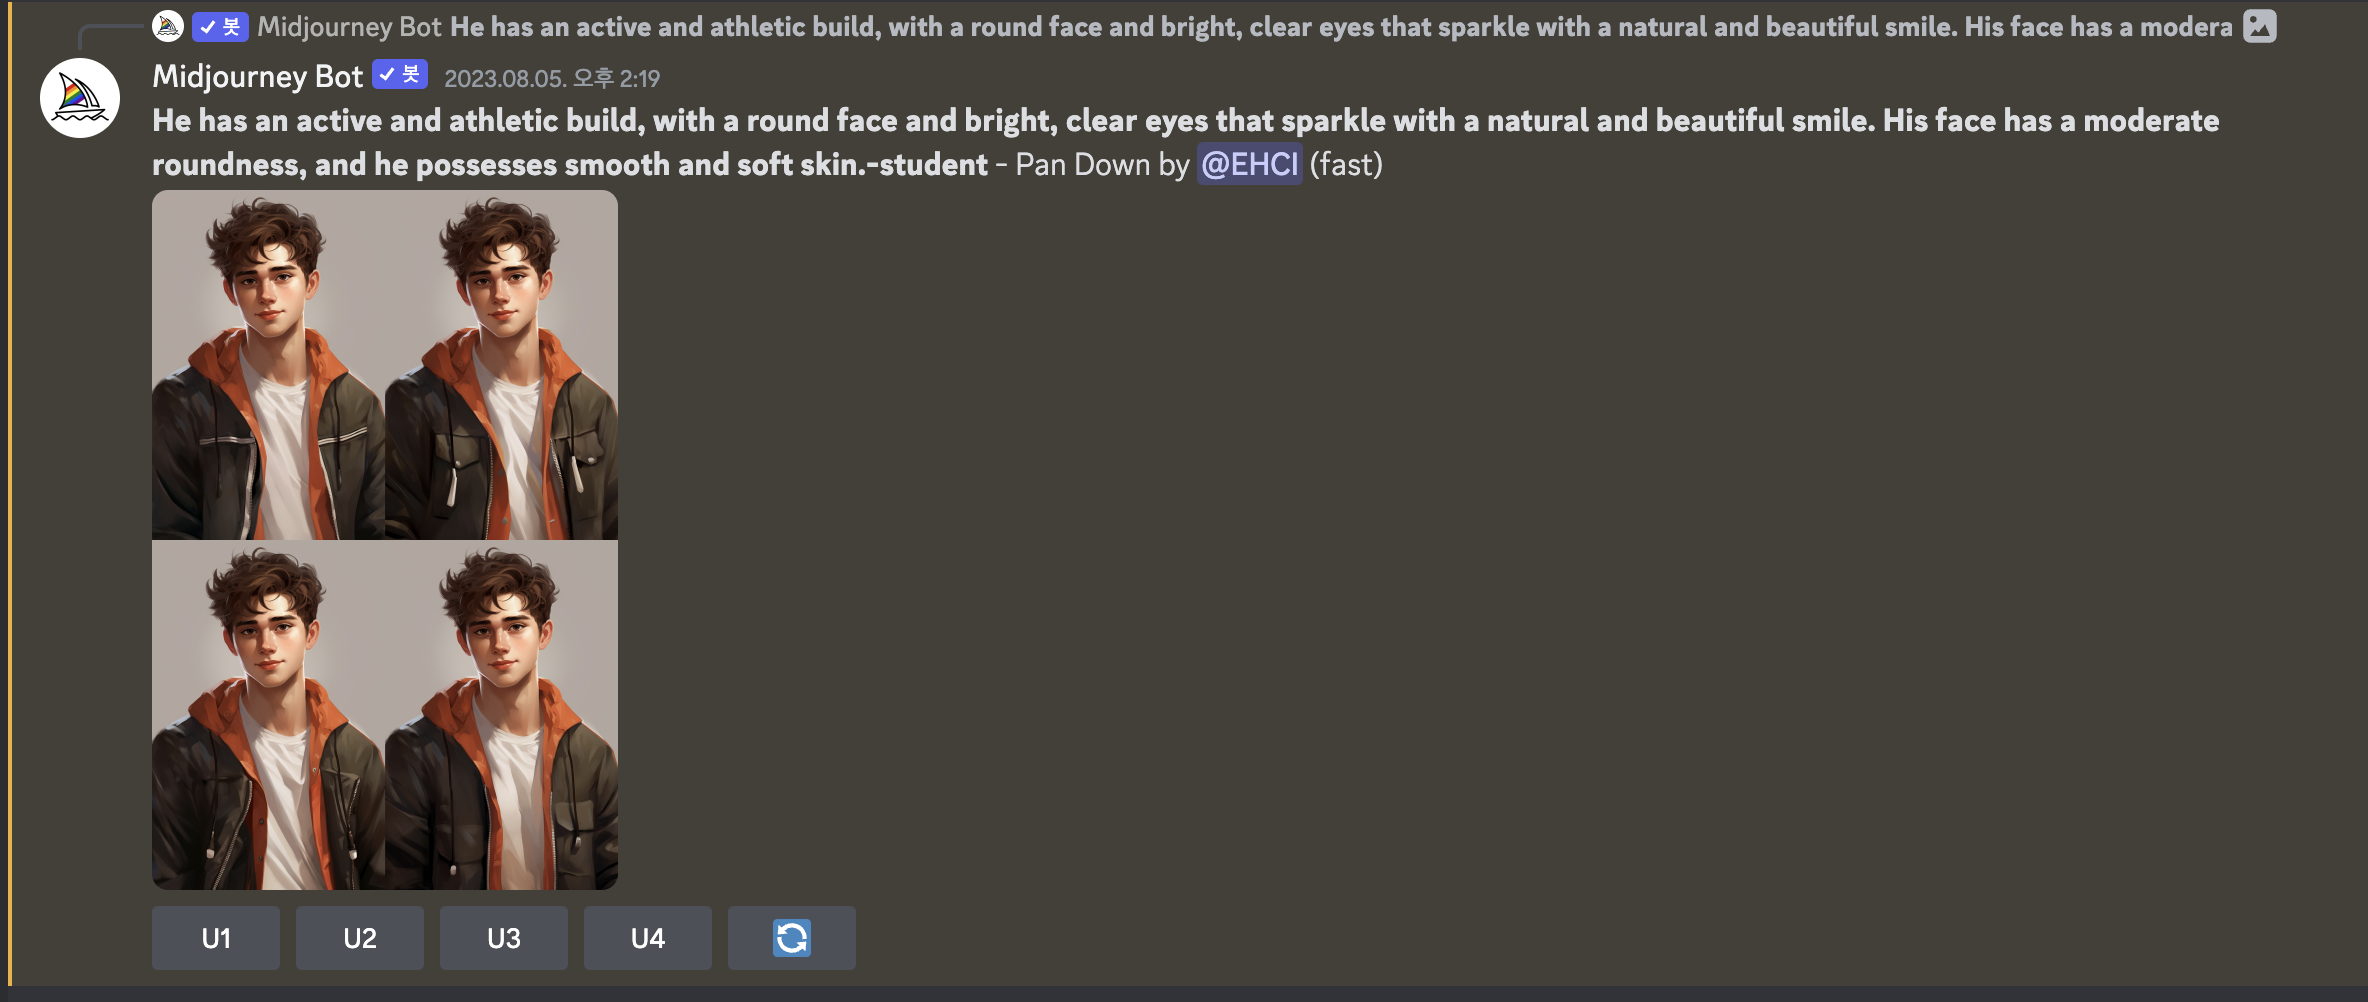 봇 Midjourney Bot He has an active and athletic build, with a round face and bright, clear eyes that sparkle with a natural and beautiful smile. His face has a modera
Midjourney Bot 봇 2023.08.05. 오후 2:19
He has an active and athletic build, with a round face and bright, clear eyes that sparkle with a natural and beautiful smile. His face has a moderate
roundness, and he possesses smooth and soft skin.-student - Pan Down by @EHCI (fast)
U1 U2 U3 U4